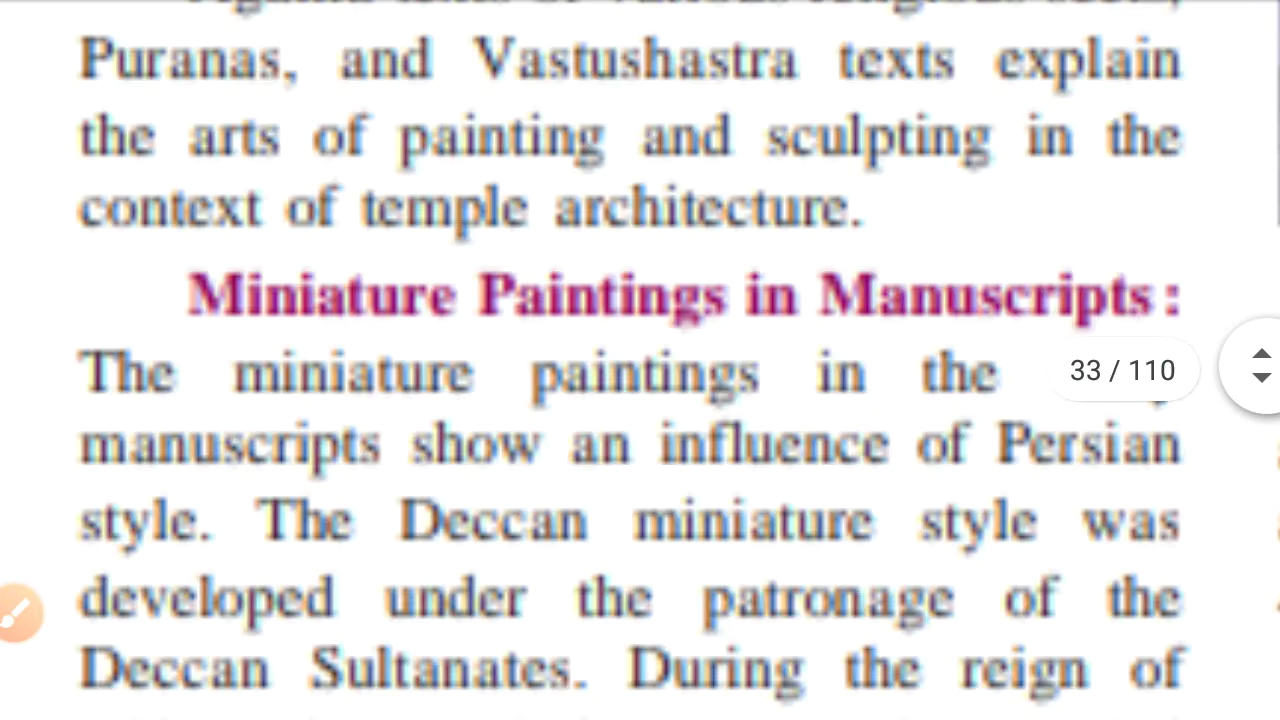 Puranas, and Vastushastra texts explain
the arts of painting and sculpting in the
context of temple architecture.
Miniature Paintings in Manuscripts :
The miniature paintings in the
33 / 110
manuscripts show an influence of Persian
style. The Deccan miniature style was
developed under the patronage of the
Deccan Sultanates. During the reign of